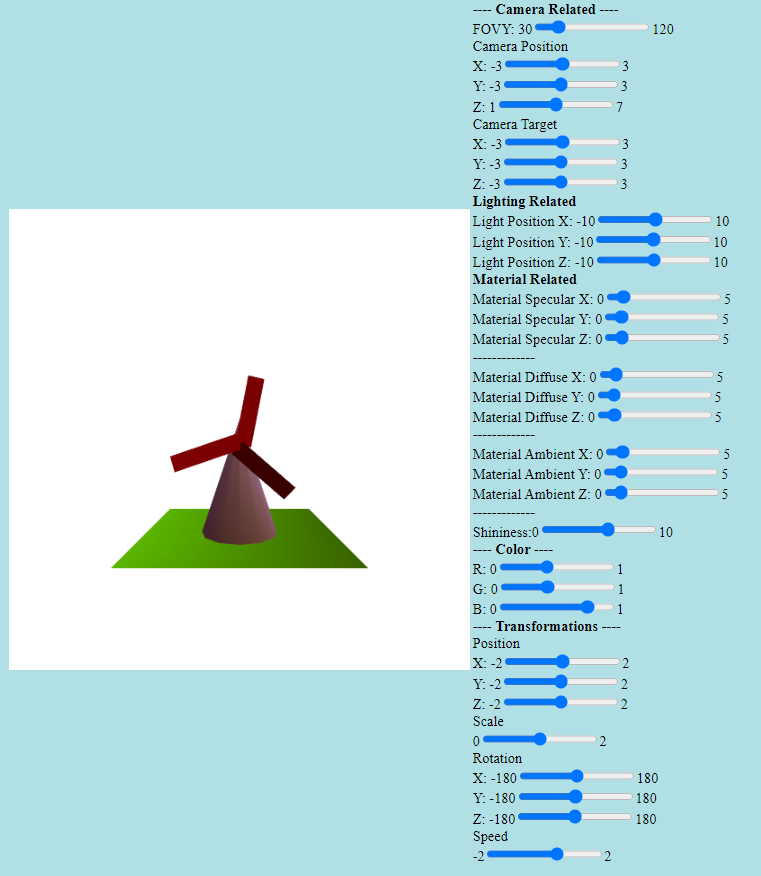 ---- Camera Related ----
FOVY: 30 120
Camera Position
X: -3 3
Y: -3 3
Z: 1 7
Camera Target
X: -3 3
Y: -3 3
Z: -3 3
Lighting Related
Light Position X: -10 10
Light Position Y: -10 10
Light Position Z: -10 10
Material Related
Material Specular X: 0 5
Material Specular Y: 0 5
Material Specular Z: 0 5
-------------
Material Diffuse X: 0 5
Material Diffuse Y: 0 5
Material Diffuse Z: 0 5
-------------
Material Ambient X: 0 5
Material Ambient Y: 0 5
Material Ambient Z: 0 5
-------------
Shininess:0 10
---- Color ----
R: 0 1
G: 0 1
B: 0 1
---- Transformations ----
Position
X: -2 2
Y: -2 2
Z: -2 2
Scale
0 2
Rotation
X: -180 180
Y: -180 180
Z: -180 180
Speed
-2 2